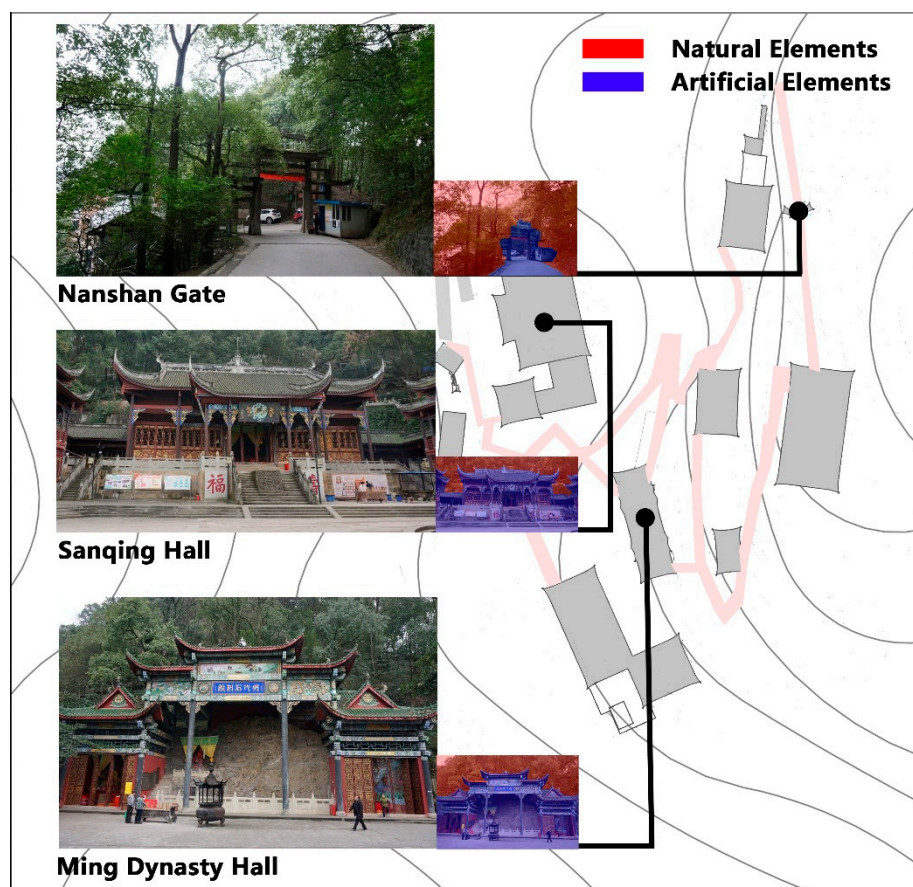 Natural Elements
Artificial Elements
Nanshan Gate
福
Sanqing Hall
Ming Dynasty Hall